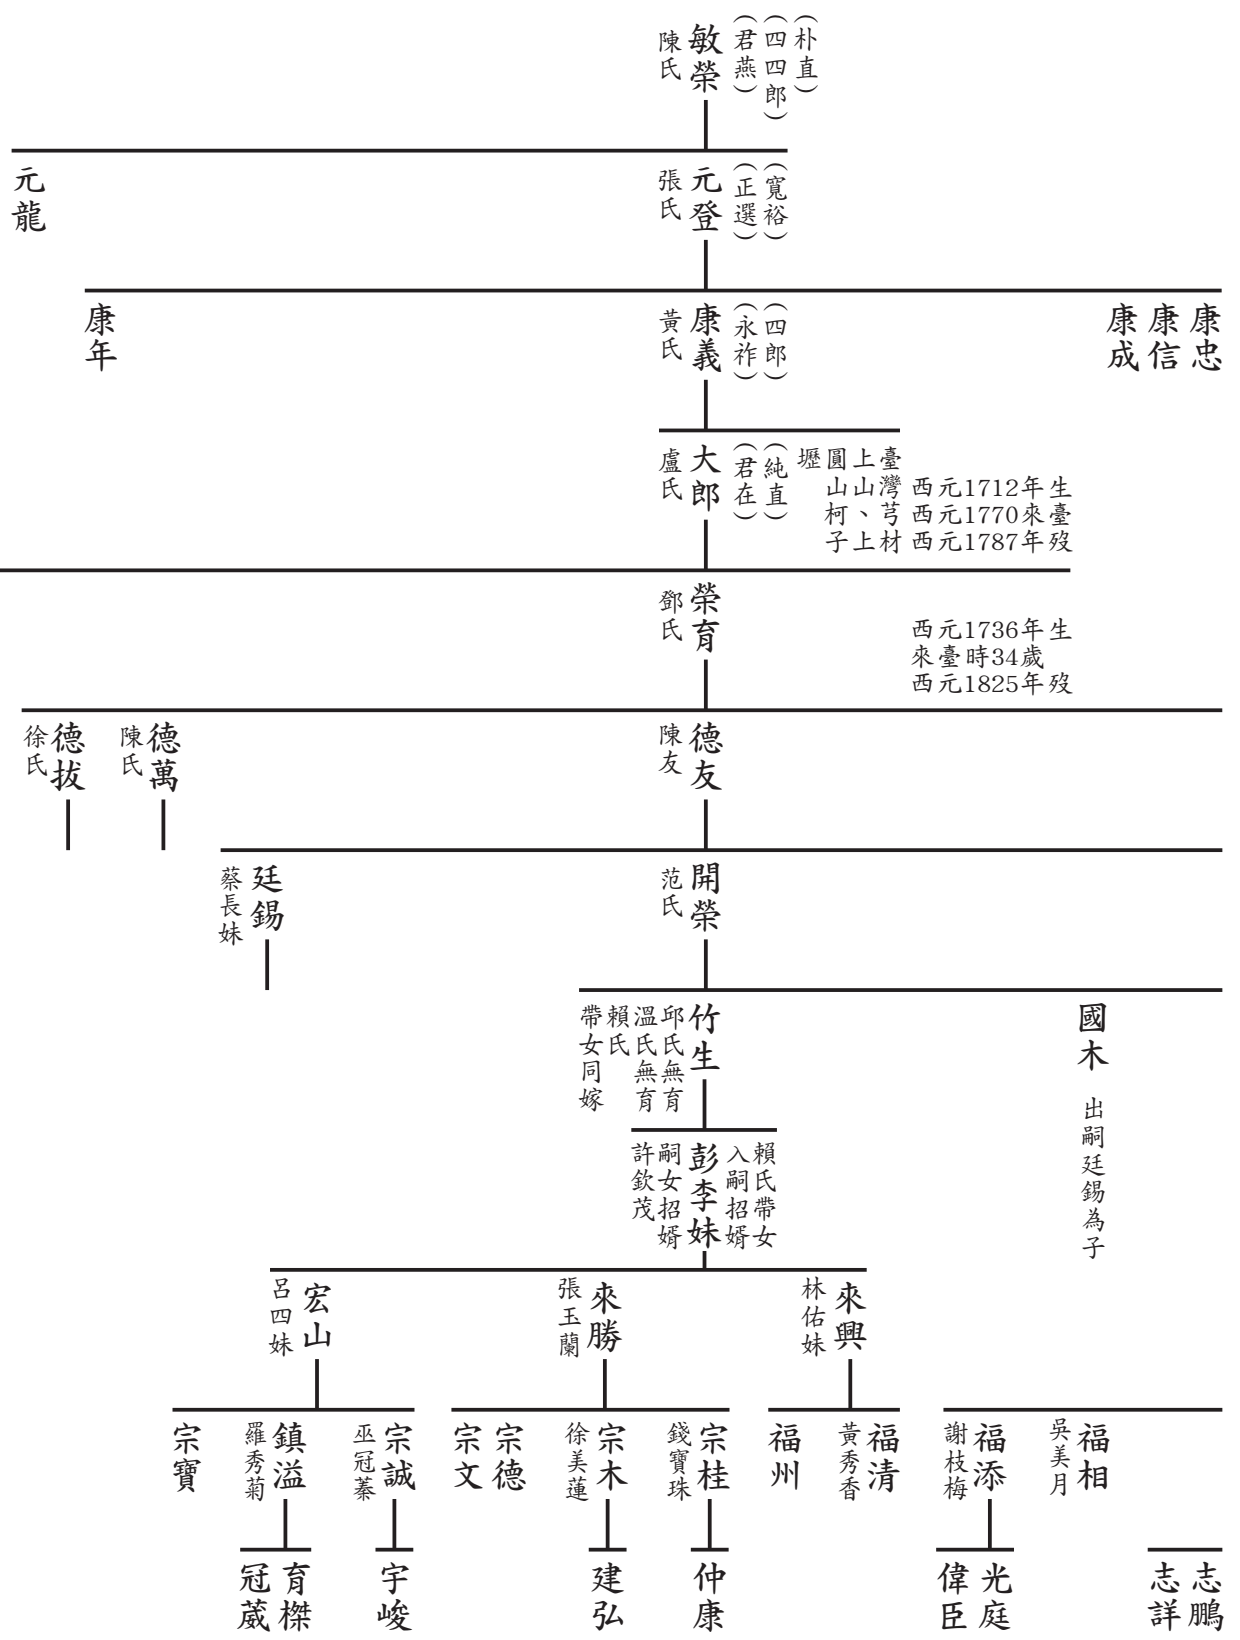 （朴直）
（四四郎）
（君燕）
敏榮
陳氏
（寬裕）
（正選）
元登
張氏
元龍
康忠
康信
康成
（四郎）
（永祚）
康義
黃氏
康年
西元1712年生
西元1770來臺
西元1787年歿
臺灣芎材
上山、上
圓山柯子
壢
（純直）
（君在）
大郎
盧氏
西元1736年生
來臺時34歲
西元1825年歿
榮育
鄧氏
德友
陳友
德萬
陳氏
德拔
徐氏
開榮
范氏
廷錫
蔡長妹
國木
出嗣廷錫為子
竹生
邱氏無育
溫氏無育
賴氏
帶女同嫁
賴氏帶女
入嗣招婿
彭李妹
嗣女招婿
許欽茂
來興
林佑妹
來勝
張玉蘭
宏山
呂四妹
福相
吳美月
福添
謝枝梅
福清
黃秀香
福州
宗桂
錢寶珠
宗木
徐美蓮
宗德
宗文
宗誠
巫冠蓁
鎮溢
羅秀菊
宗寶
志鵬
志詳
光庭
偉臣
仲康
建弘
宇峻
育榤
冠葳